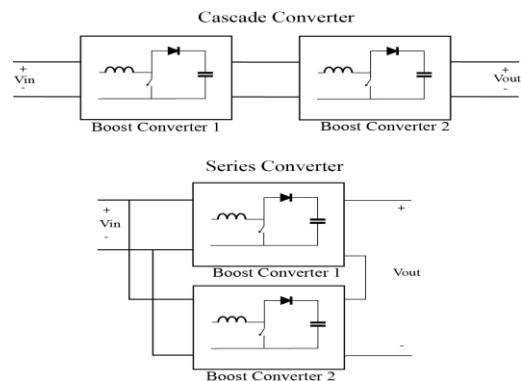 Cascade Converter
+
Vin
-
+
Vout
-
Boost Converter 1
Boost Converter 2
Series Converter
+
Vin
-
+
Boost Converter 1
Vout
-
Boost Converter 2